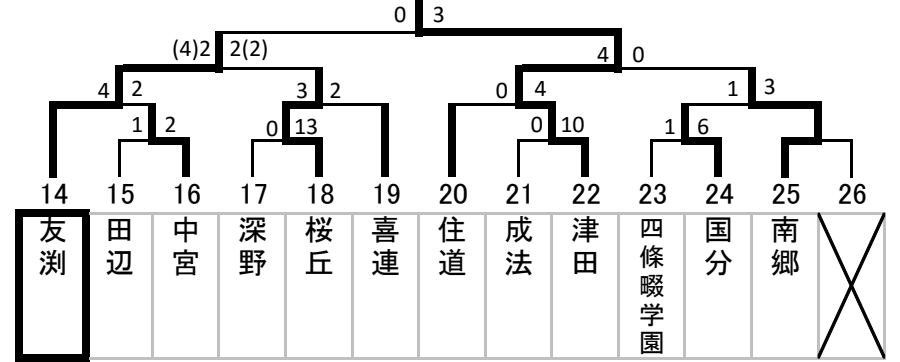 0 3
(4)2 2(2) 4 0
4 2 3 2 0 4 1 3
1 2 0 13 0 10 1 6
14 15 16 17 18 19 20 21 22 23 24 25 26
友渕
田辺
中宮
深野
桜丘
喜連
住道
成法
津田
四條畷学園
国分
南郷